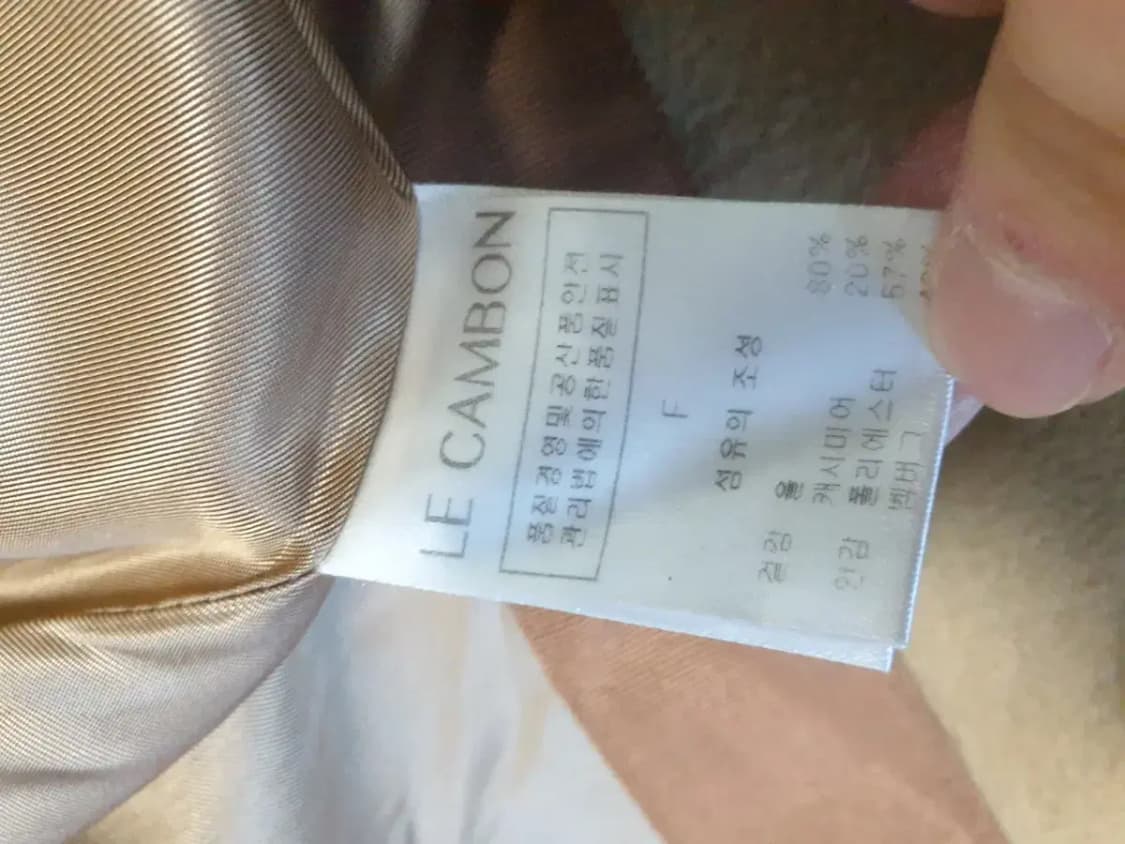 LE CAMBON
품질 경영 및 공산품 안전
관리법에 의한 품질 표시
F
섬유의 조성
겉감 울 80%
캐시미어 20%
안감 폴리에스터 57%
벰버그